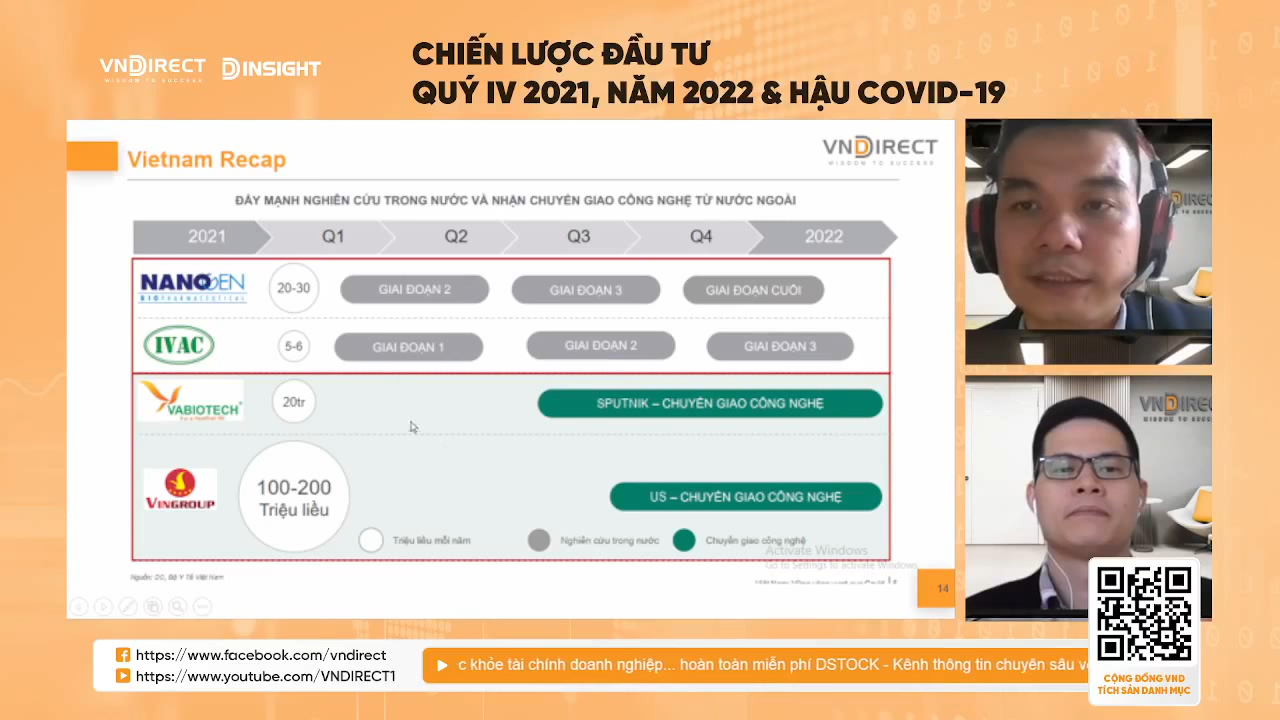 VNDIRECT
WISDOM TO SUCCESS
DINSIGHT
CHIẾN LƯỢC ĐẦU TƯ
QUÝ IV 2021, NĂM 2022 & HẬU COVID-19
Vietnam Recap
VNDIRECT
WISDOM TO SUCCESS
ĐẨY MẠNH NGHIÊN CỨU TRONG NƯỚC VÀ NHẬN CHUYỂN GIAO CÔNG NGHỆ TỪ NƯỚC NGOÀI
2021 Q1 Q2 Q3 Q4 2022
NANOGEN
BIOPHARMACEUTICAL
20-30
GIAI ĐOẠN 2
GIAI ĐOẠN 3
GIAI ĐOẠN CUỐI
IVAC
5-6
GIAI ĐOẠN 1
GIAI ĐOẠN 2
GIAI ĐOẠN 3
VABIOTECH
20tr
SPUTNIK – CHUYỂN GIAO CÔNG NGHỆ
VINGROUP
100-200
Triệu liều
US – CHUYỂN GIAO CÔNG NGHỆ
Triệu liều mỗi năm
Nghiên cứu trong nước
Chuyển giao công nghệ
Activate Windows
Go to Settings to activate Windows.
Nguồn: DC, Bộ Y Tế Việt Nam
14
VNDIRECT
WISDOM TO SUCCESS
https://www.facebook.com/vndirect
https://www.youtube.com/VNDIRECT1
c khỏe tài chính doanh nghiệp... hoàn toàn miễn phí DSTOCK - Kênh thông tin chuyên sâu v
CỘNG ĐỒNG VND
TÍCH SẢN DANH MỤC